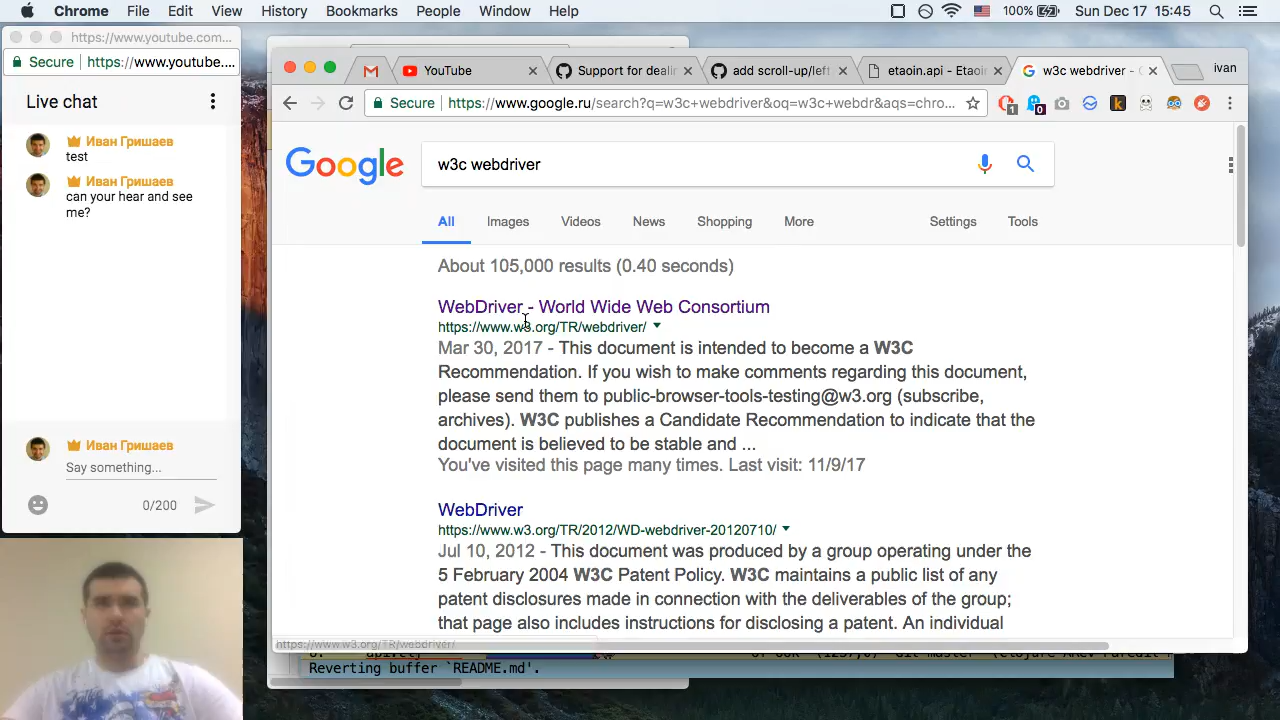 Chrome File Edit View History Bookmarks People Window Help 100% Sun Dec 17 15:45
https://www.youtube.com...
Secure https://www.youtube....
Live chat
Иван Гришаев
test
Иван Гришаев
can your hear and see
me?
Иван Гришаев
Say something...
0/200
YouTube
Support for dealin
add scroll-up/left
etaoin.api - Etaoi
w3c webdriver -
ivan
Secure https://www.google.ru/search?q=w3c+webdriver&oq=w3c+webdr&aqs=chro...
1 0 k
Google
w3c webdriver
All Images Videos News Shopping More Settings Tools
About 105,000 results (0.40 seconds)
WebDriver - World Wide Web Consortium
https://www.w3.org/TR/webdriver/
Mar 30, 2017 - This document is intended to become a W3C
Recommendation. If you wish to make comments regarding this document,
please send them to public-browser-tools-testing@w3.org (subscribe,
archives). W3C publishes a Candidate Recommendation to indicate that the
document is believed to be stable and ...
You've visited this page many times. Last visit: 11/9/17
WebDriver
https://www.w3.org/TR/2012/WD-webdriver-20120710/
Jul 10, 2012 - This document was produced by a group operating under the
5 February 2004 W3C Patent Policy. W3C maintains a public list of any
patent disclosures made in connection with the deliverables of the group;
that page also includes instructions for disclosing a patent. An individual
https://www.w3.org/TR/webdriver/
Reverting buffer `README.md'.